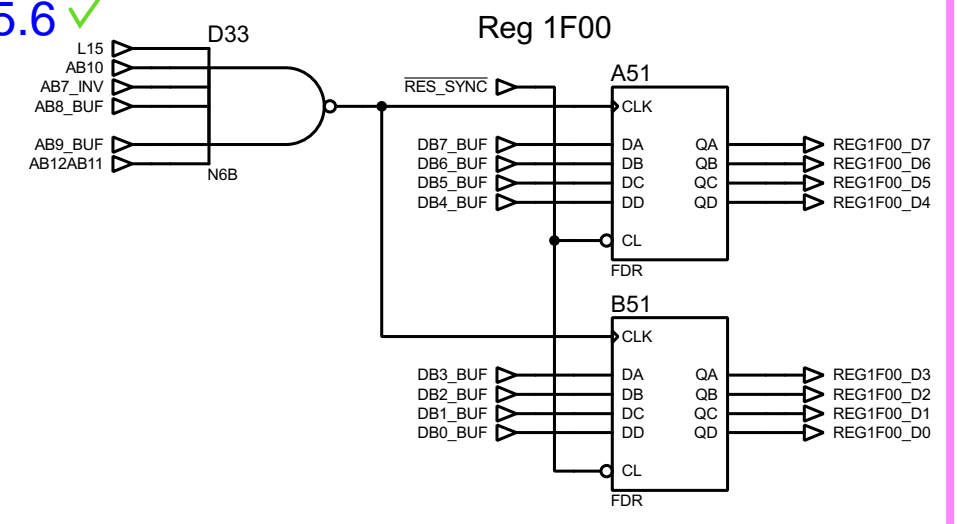 5.6 ✓
Reg 1F00
D33
L15
AB10
AB7_INV
AB8_BUF
AB9_BUF
AB12AB11
N6B
RES_SYNC
A51
CLK
DB7_BUF DA QA REG1F00_D7
DB6_BUF DB QB REG1F00_D6
DB5_BUF DC QC REG1F00_D5
DB4_BUF DD QD REG1F00_D4
CL
FDR
B51
CLK
DB3_BUF DA QA REG1F00_D3
DB2_BUF DB QB REG1F00_D2
DB1_BUF DC QC REG1F00_D1
DB0_BUF DD QD REG1F00_D0
CL
FDR